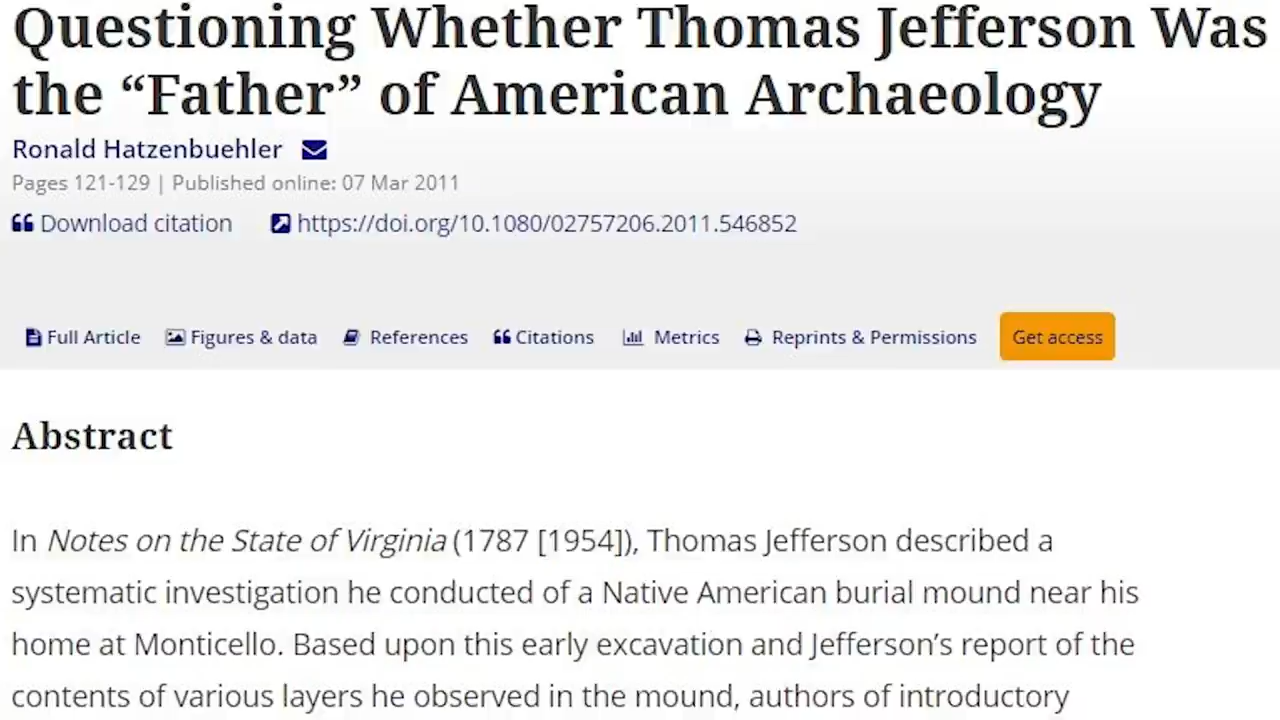 Questioning Whether Thomas Jefferson Was
the “Father” of American Archaeology
Ronald Hatzenbuehler
Pages 121-129 | Published online: 07 Mar 2011
Download citation https://doi.org/10.1080/02757206.2011.546852
Full Article Figures & data References Citations Metrics Reprints & Permissions Get access
Abstract
In Notes on the State of Virginia (1787 [1954]), Thomas Jefferson described a
systematic investigation he conducted of a Native American burial mound near his
home at Monticello. Based upon this early excavation and Jefferson’s report of the
contents of various layers he observed in the mound, authors of introductory